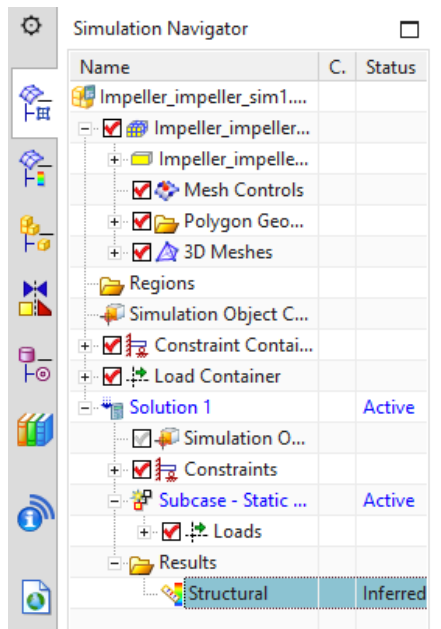 Simulation Navigator
Name C. Status
Impeller_impeller_sim1....
Impeller_impeller...
Impeller_impelle...
Mesh Controls
Polygon Geo...
3D Meshes
Regions
Simulation Object C...
Constraint Contai...
Load Container
Solution 1 Active
Simulation O...
Constraints
Subcase - Static ... Active
Loads
Results
Structural Inferred